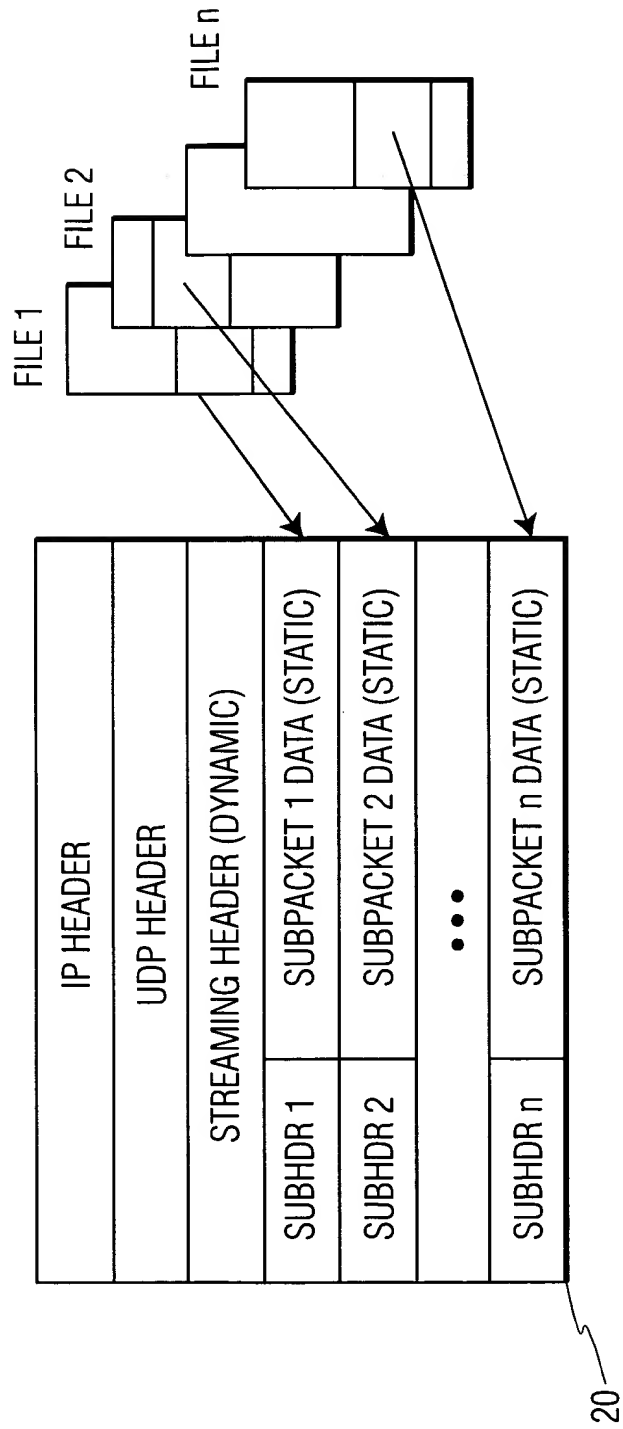 FILE 1
FILE 2
FILE n
IP HEADER
UDP HEADER
STREAMING HEADER (DYNAMIC)
SUBHDR 1 SUBPACKET 1 DATA (STATIC)
SUBHDR 2 SUBPACKET 2 DATA (STATIC)
•••
SUBHDR n SUBPACKET n DATA (STATIC)
20